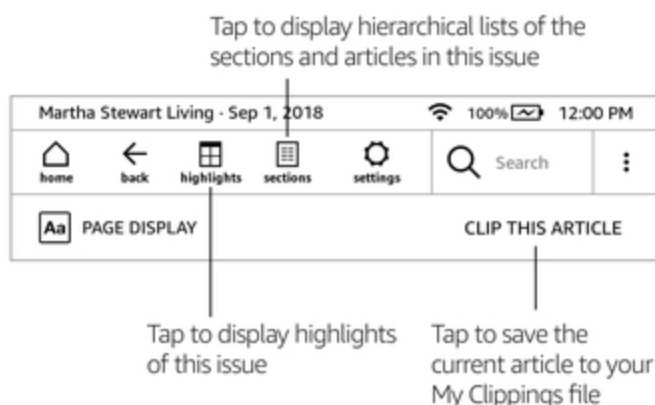 Tap to display hierarchical lists of the
sections and articles in this issue
Martha Stewart Living - Sep 1, 2018 100% 12:00 PM
home back highlights sections settings Search
Aa PAGE DISPLAY CLIP THIS ARTICLE
Tap to display highlights
of this issue
Tap to save the
current article to your
My Clippings file